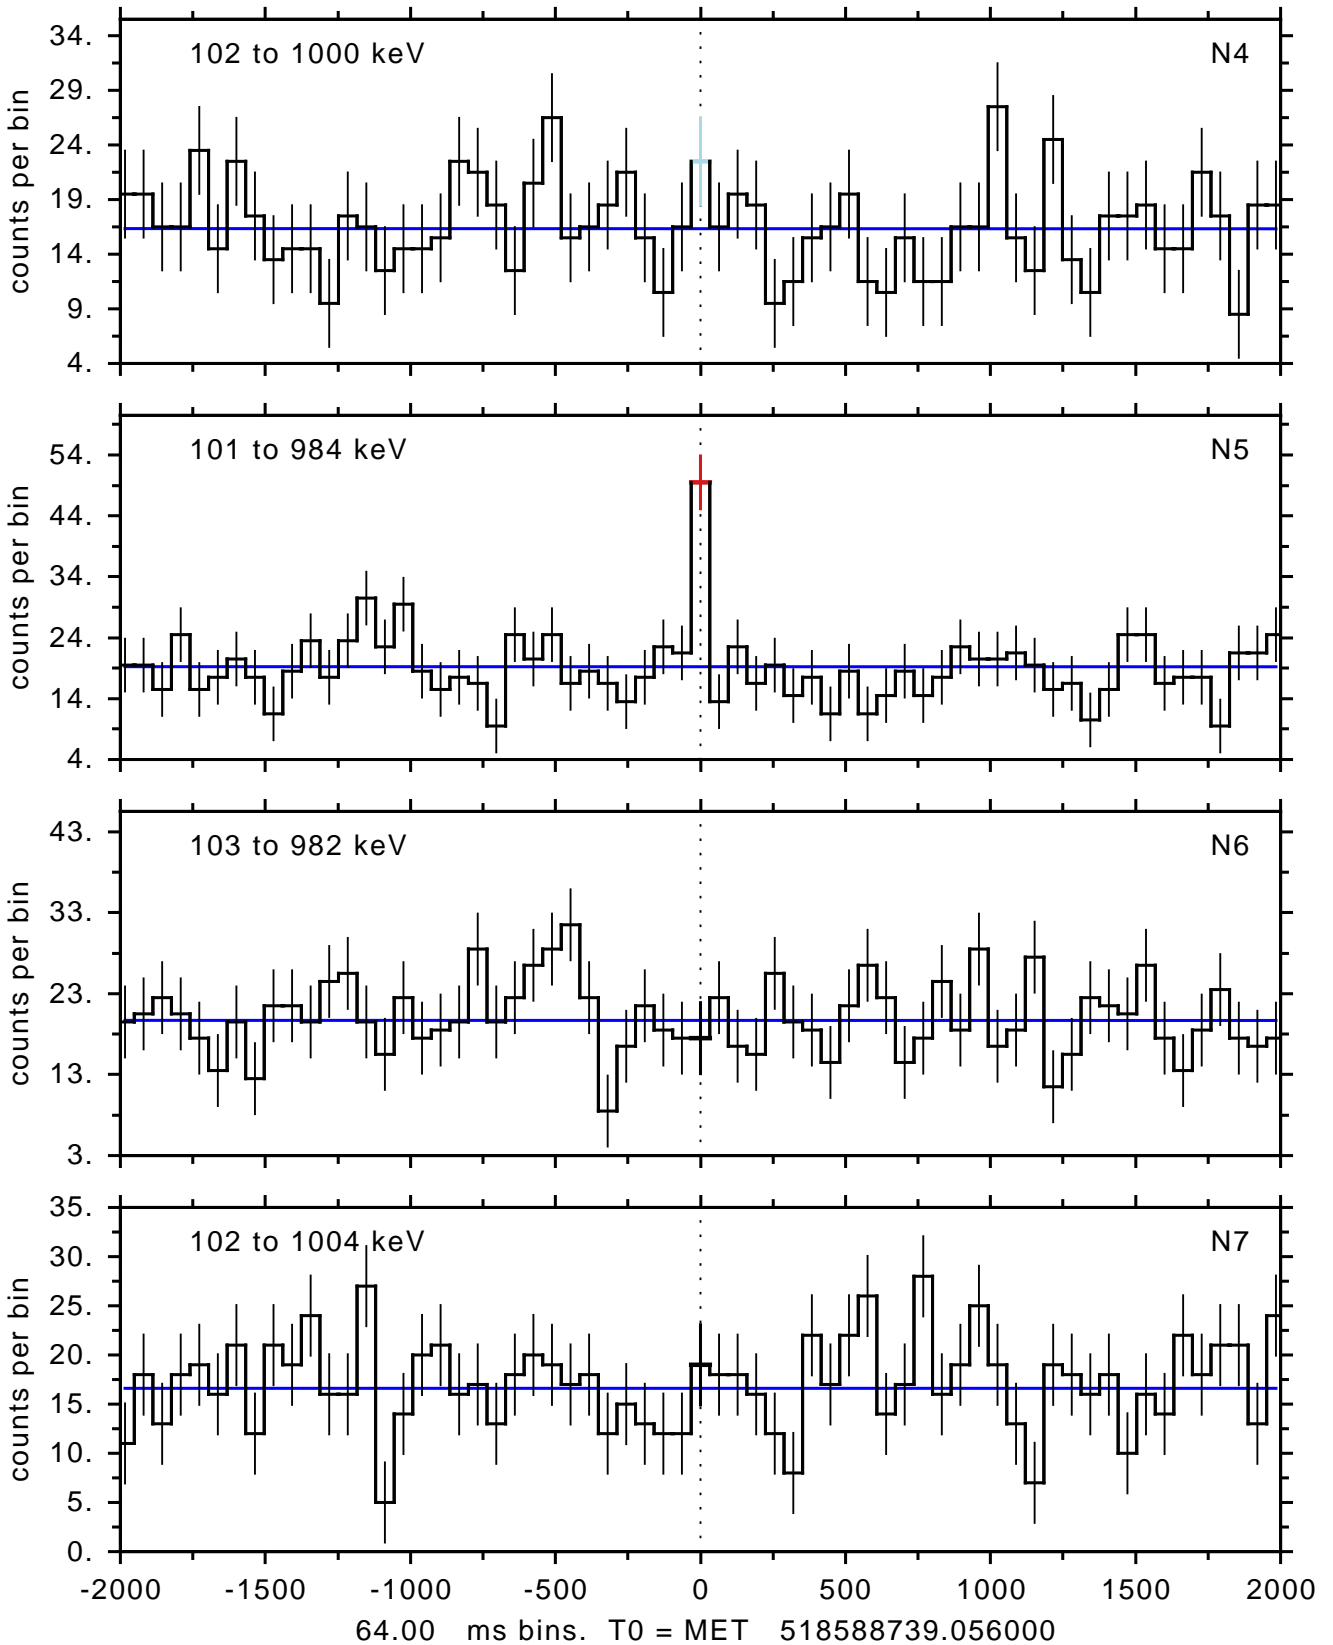 102 to 1000 keV N4
34.
29.
24.
19.
14.
9.
4.
counts per bin
101 to 984 keV N5
54.
44.
34.
24.
14.
4.
counts per bin
103 to 982 keV N6
43.
33.
23.
13.
3.
counts per bin
102 to 1004 keV N7
35.
30.
25.
20.
15.
10.
5.
0.
counts per bin
-2000 -1500 -1000 -500 0 500 1000 1500 2000
64.00 ms bins. T0 = MET 518588739.056000